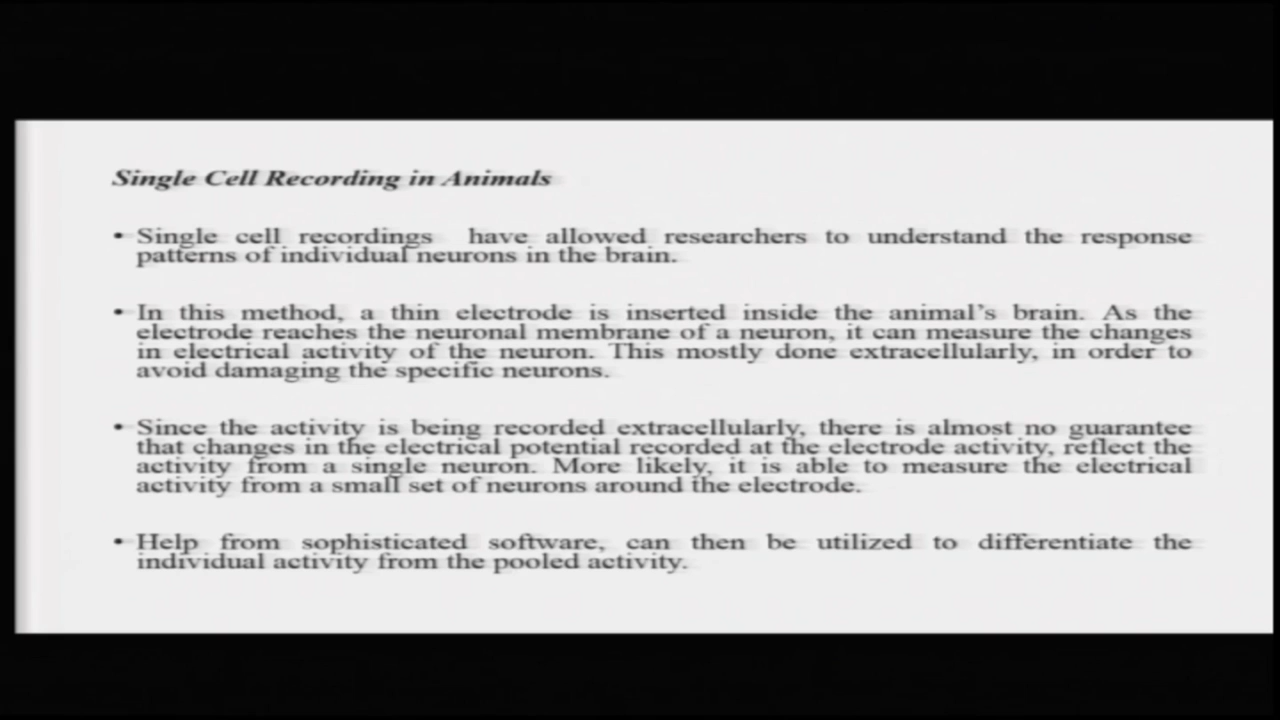 Single Cell Recording in Animals
• Single cell recordings have allowed researchers to understand the response
patterns of individual neurons in the brain.
• In this method, a thin electrode is inserted inside the animal's brain. As the
electrode reaches the neuronal membrane of a neuron, it can measure the changes
in electrical activity of the neuron. This mostly done extracellularly, in order to
avoid damaging the specific neurons.
• Since the activity is being recorded extracellularly, there is almost no guarantee
that changes in the electrical potential recorded at the electrode activity, reflect the
activity from a single neuron. More likely, it is able to measure the electrical
activity from a small set of neurons around the electrode.
• Help from sophisticated software, can then be utilized to differentiate the
individual activity from the pooled activity.